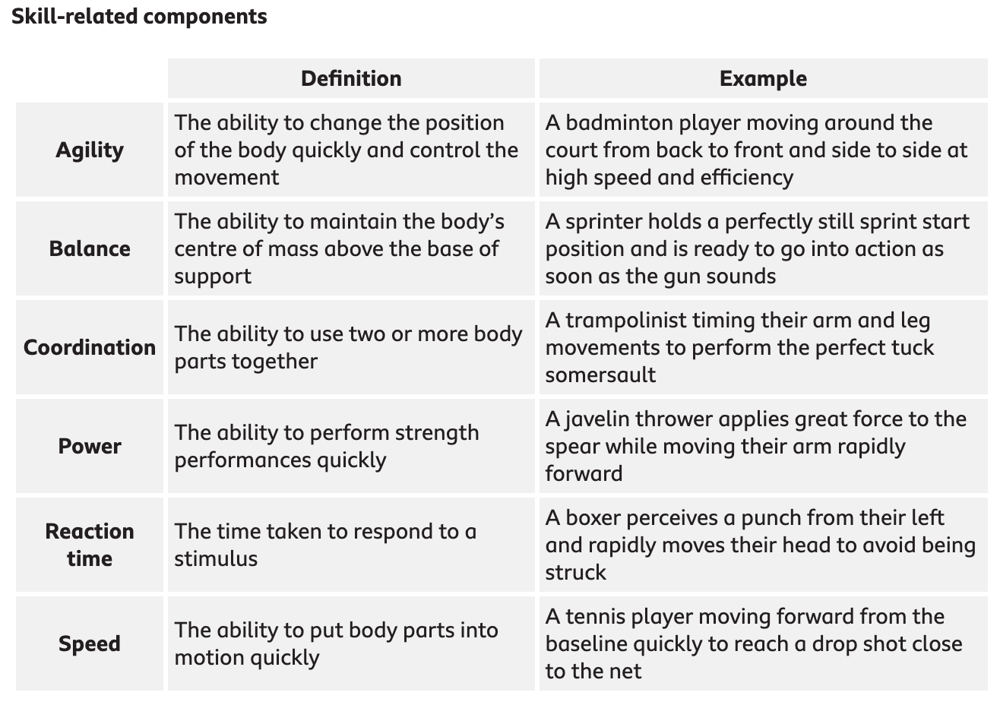 Skill-related components
Definition
Example
Agility
The ability to change the position
of the body quickly and control the
movement
A badminton player moving around the
court from back to front and side to side at
high speed and efficiency
Balance
The ability to maintain the body’s
centre of mass above the base of
support
A sprinter holds a perfectly still sprint start
position and is ready to go into action as
soon as the gun sounds
Coordination
The ability to use two or more body
parts together
A trampolinist timing their arm and leg
movements to perform the perfect tuck
somersault
Power
The ability to perform strength
performances quickly
A javelin thrower applies great force to the
spear while moving their arm rapidly
forward
Reaction
time
The time taken to respond to a
stimulus
A boxer perceives a punch from their left
and rapidly moves their head to avoid being
struck
Speed
The ability to put body parts into
motion quickly
A tennis player moving forward from the
baseline quickly to reach a drop shot close
to the net